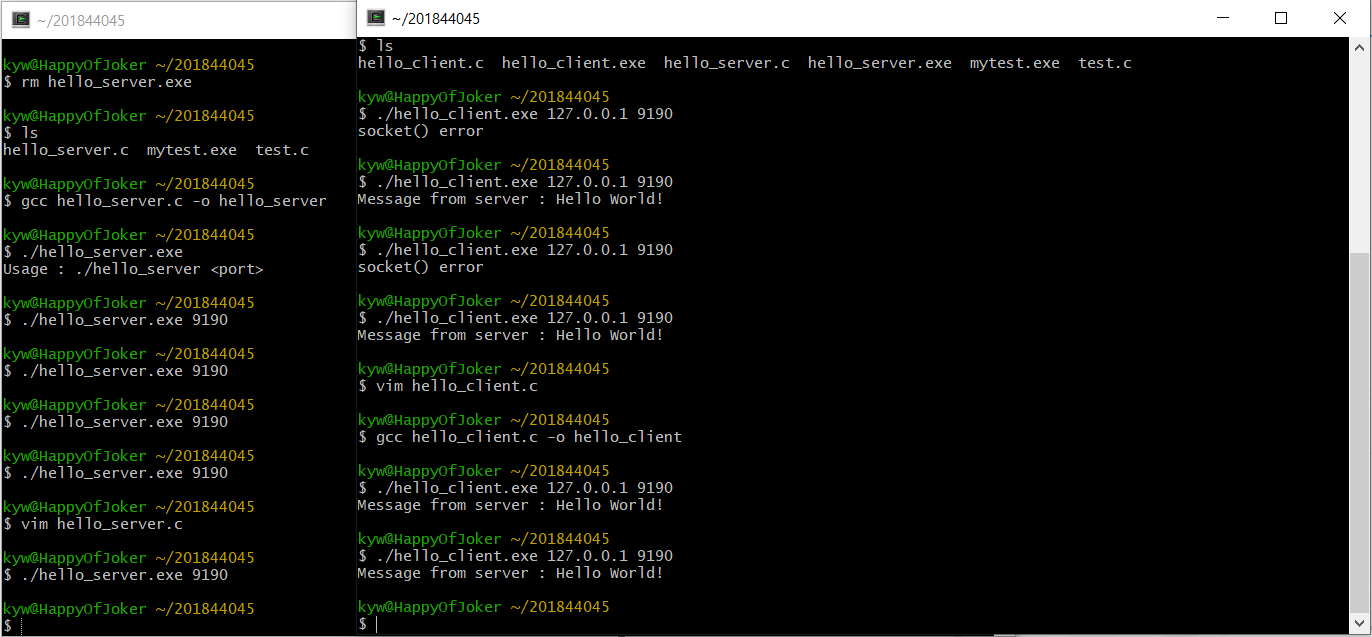 ~/201844045
kyw@HappyOfJoker ~/201844045
$ rm hello_server.exe
kyw@HappyOfJoker ~/201844045
$ ls
hello_server.c  mytest.exe  test.c
kyw@HappyOfJoker ~/201844045
$ gcc hello_server.c -o hello_server
kyw@HappyOfJoker ~/201844045
$ ./hello_server.exe
Usage : ./hello_server <port>
kyw@HappyOfJoker ~/201844045
$ ./hello_server.exe 9190
kyw@HappyOfJoker ~/201844045
$ ./hello_server.exe 9190
kyw@HappyOfJoker ~/201844045
$ ./hello_server.exe 9190
kyw@HappyOfJoker ~/201844045
$ ./hello_server.exe 9190
kyw@HappyOfJoker ~/201844045
$ vim hello_server.c
kyw@HappyOfJoker ~/201844045
$ ./hello_server.exe 9190
kyw@HappyOfJoker ~/201844045
$
~/201844045
$ ls
hello_client.c  hello_client.exe  hello_server.c  hello_server.exe  mytest.exe  test.c
kyw@HappyOfJoker ~/201844045
$ ./hello_client.exe 127.0.0.1 9190
socket() error
kyw@HappyOfJoker ~/201844045
$ ./hello_client.exe 127.0.0.1 9190
Message from server : Hello World!
kyw@HappyOfJoker ~/201844045
$ ./hello_client.exe 127.0.0.1 9190
socket() error
kyw@HappyOfJoker ~/201844045
$ ./hello_client.exe 127.0.0.1 9190
Message from server : Hello World!
kyw@HappyOfJoker ~/201844045
$ vim hello_client.c
kyw@HappyOfJoker ~/201844045
$ gcc hello_client.c -o hello_client
kyw@HappyOfJoker ~/201844045
$ ./hello_client.exe 127.0.0.1 9190
Message from server : Hello World!
kyw@HappyOfJoker ~/201844045
$ ./hello_client.exe 127.0.0.1 9190
Message from server : Hello World!
kyw@HappyOfJoker ~/201844045
$